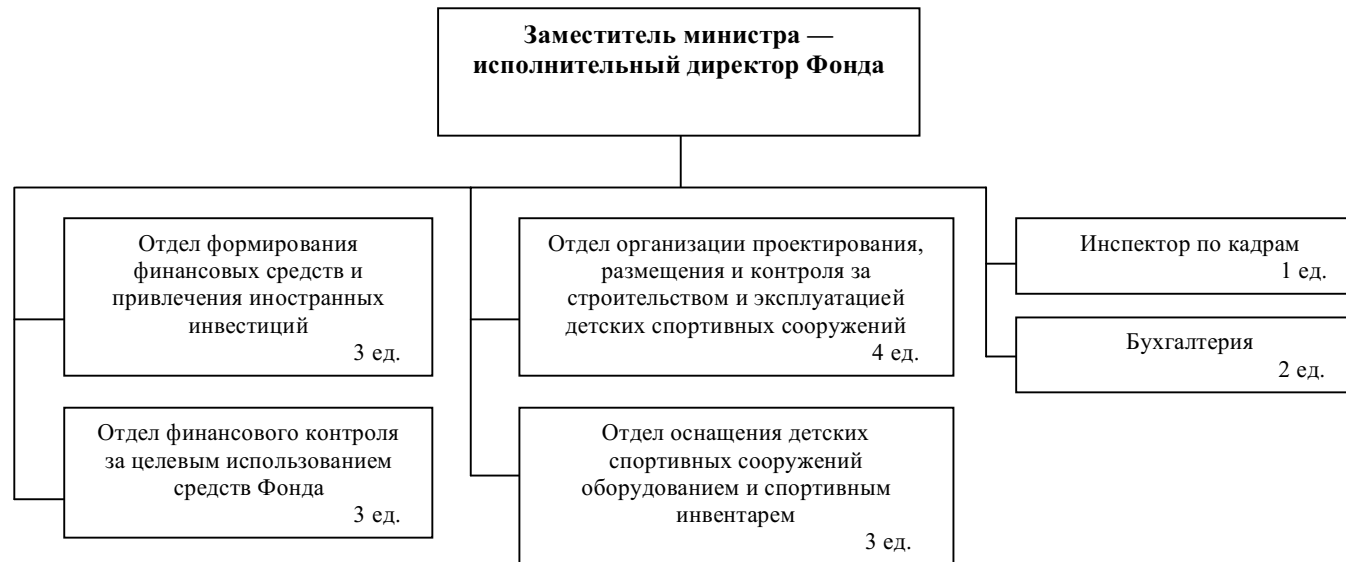 Заместитель министра —
исполнительный директор Фонда
Отдел формирования
финансовых средств и
привлечения иностранных
инвестиций
3 ед.
Отдел финансового контроля
за целевым использованием
средств Фонда
3 ед.
Отдел организации проектирования,
размещения и контроля за
строительством и эксплуатацией
детских спортивных сооружений
4 ед.
Отдел оснащения детских
спортивных сооружений
оборудованием и спортивным
инвентарем
3 ед.
Инспектор по кадрам
1 ед.
Бухгалтерия
2 ед.